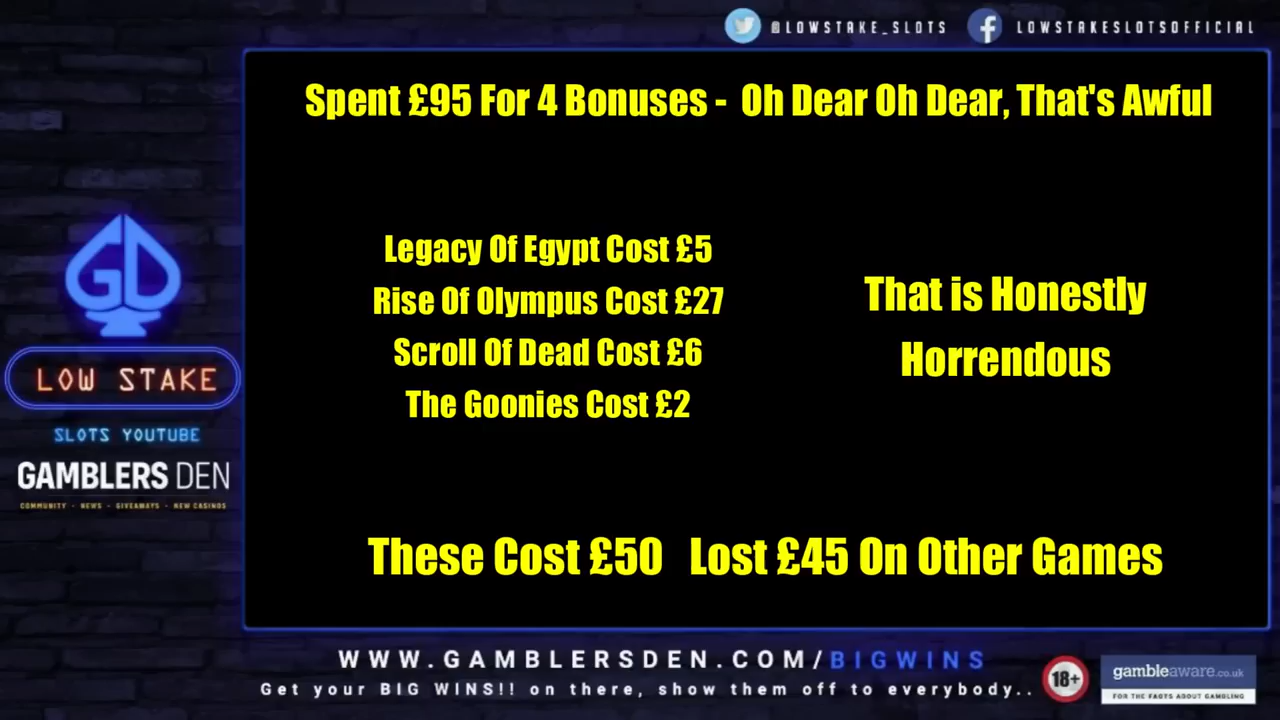 @LOWSTAKE_SLOTS LOWSTAKESLOTSOFFICIAL
Spent £95 For 4 Bonuses - Oh Dear Oh Dear, That's Awful
Legacy Of Egypt Cost £5
Rise Of Olympus Cost £27
Scroll Of Dead Cost £6
The Goonies Cost £2
That is Honestly
Horrendous
These Cost £50 Lost £45 On Other Games
GD
LOW STAKE
SLOTS YOUTUBE
GAMBLERS DEN
COMMUNITY - NEWS - GIVEAWAYS - NEW CASINOS
WWW.GAMBLERSDEN.COM/BIGWINS
Get your BIG WINS!! on there, show them off to everybody..
18+
gambleaware.co.uk
FOR THE FACTS ABOUT GAMBLING